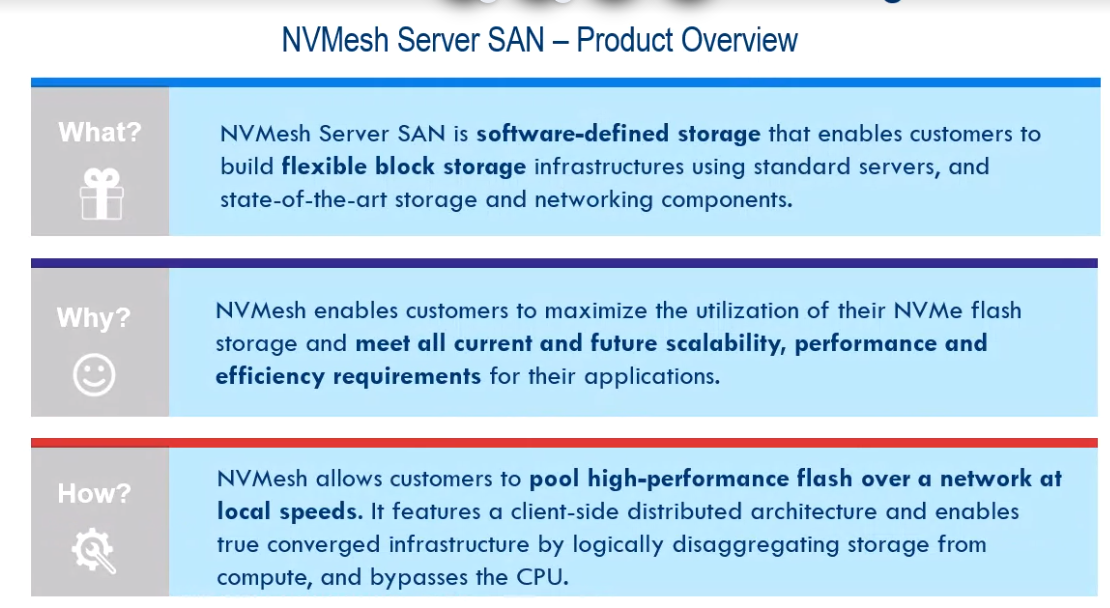 NVMesh Server SAN – Product Overview
What?
NVMesh Server SAN is software-defined storage that enables customers to
build flexible block storage infrastructures using standard servers, and
state-of-the-art storage and networking components.
Why?
NVMesh enables customers to maximize the utilization of their NVMe flash
storage and meet all current and future scalability, performance and
efficiency requirements for their applications.
How?
NVMesh allows customers to pool high-performance flash over a network at
local speeds. It features a client-side distributed architecture and enables
true converged infrastructure by logically disaggregating storage from
compute, and bypasses the CPU.